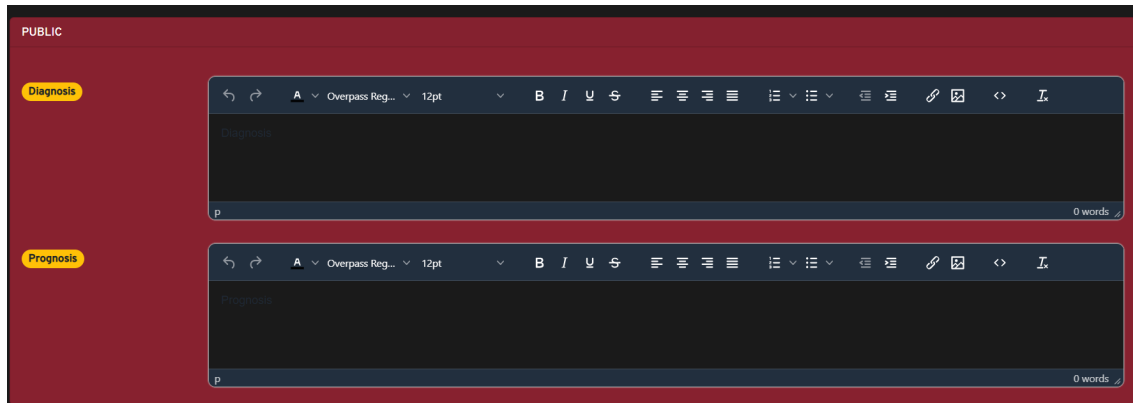 PUBLIC
Diagnosis
A Overpass Reg... 12pt B I U S
Diagnosis
p 0 words
Prognosis
A Overpass Reg... 12pt B I U S
Prognosis
p 0 words